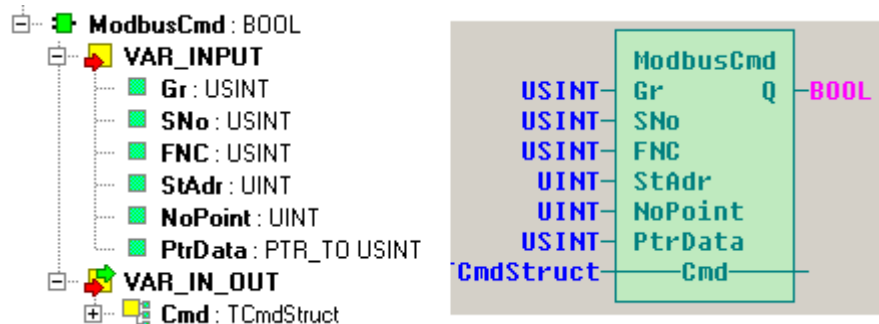 ModbusCmd : BOOL
VAR_INPUT
Gr : USINT
SNo : USINT
FNC : USINT
StAdr : UINT
NoPoint : UINT
PtrData : PTR_TO USINT
VAR_IN_OUT
Cmd : TCmdStruct
ModbusCmd
USINT Gr Q BOOL
USINT SNo
USINT FNC
UINT StAdr
UINT NoPoint
USINT PtrData
CmdStruct Cmd